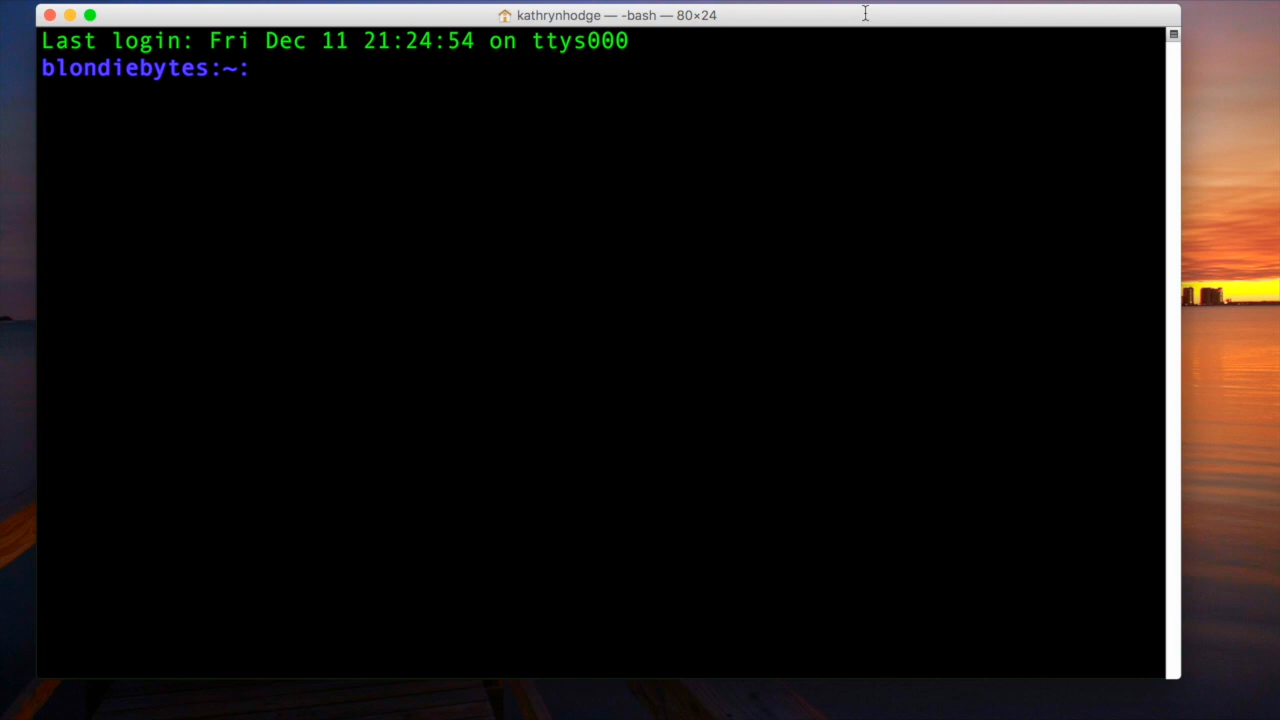 kathrynhodge — -bash — 80×24
Last login: Fri Dec 11 21:24:54 on ttys000
blondiebytes:~: